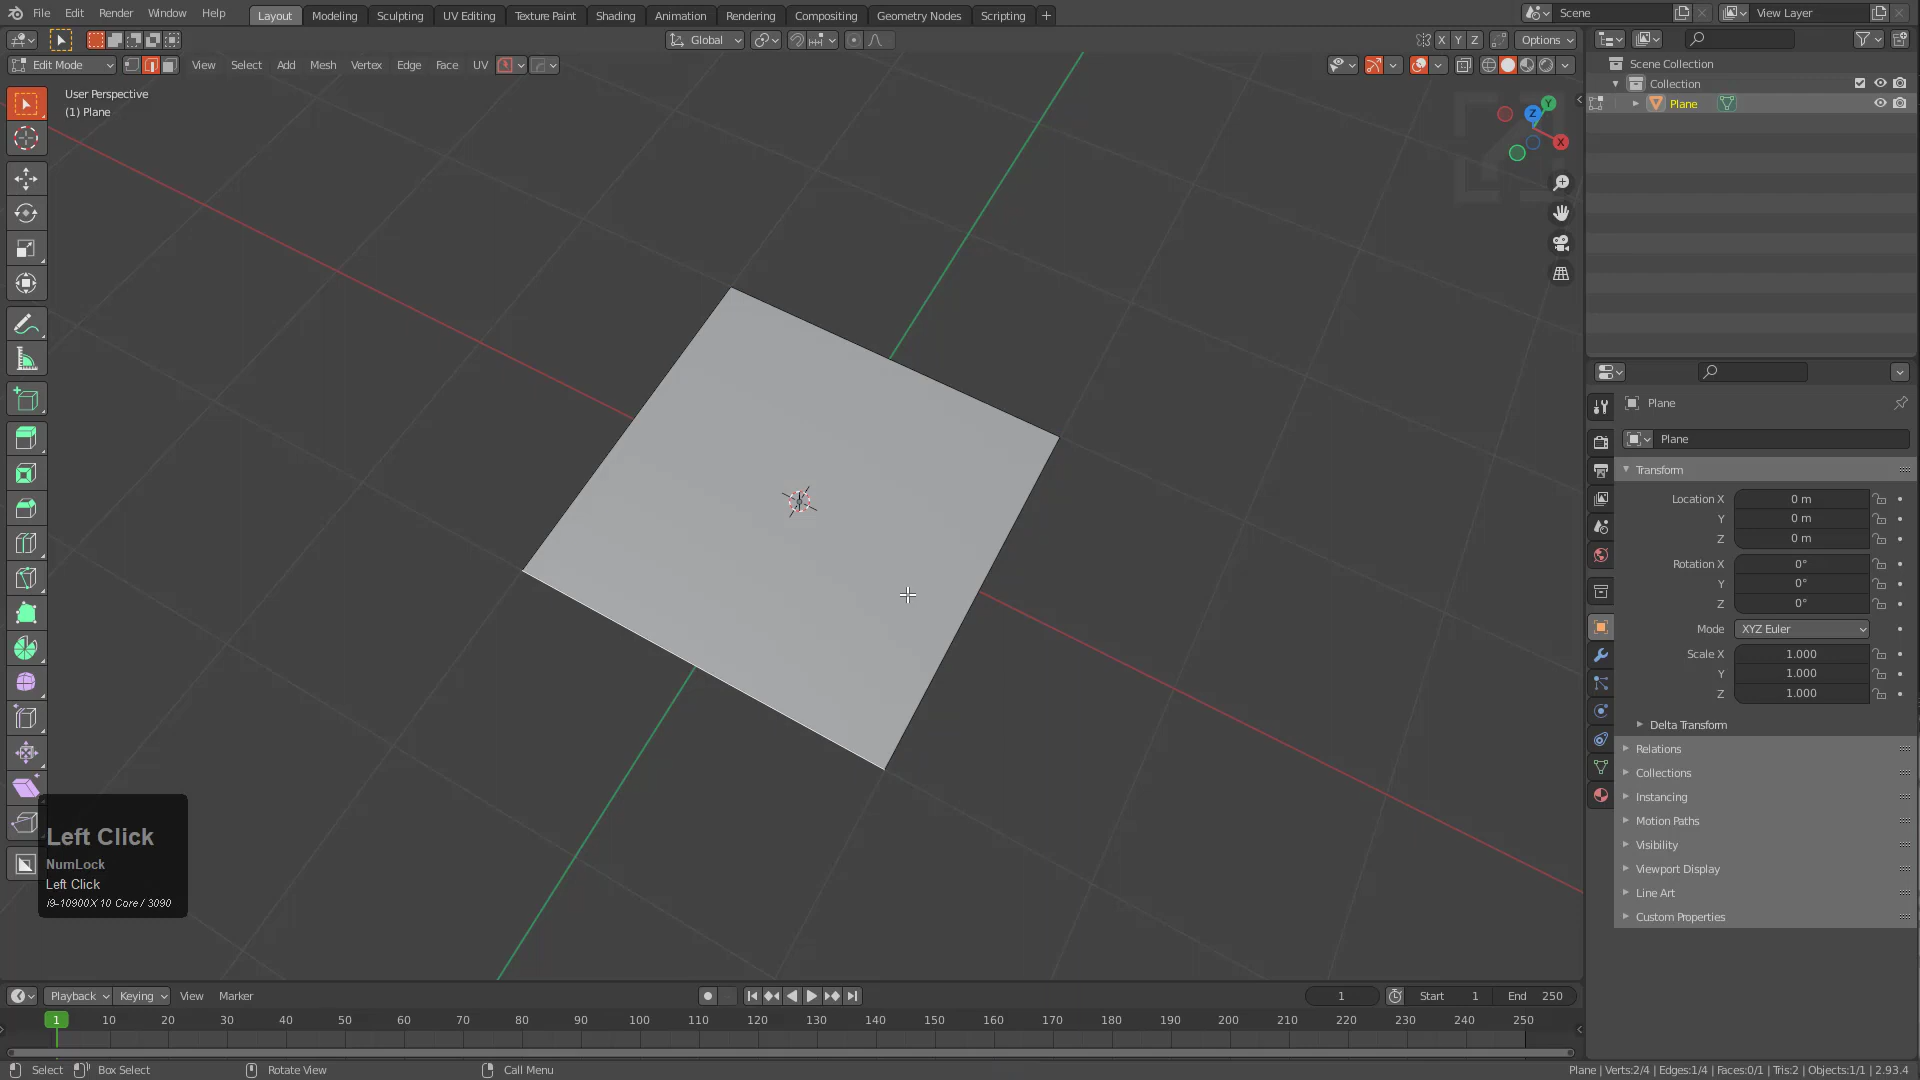 File Edit Render Window Help Layout Modeling Sculpting UV Editing Texture Paint Shading Animation Rendering Compositing Geometry Nodes Scripting + Scene View Layer
Global X Y Z Options
Edit Mode View Select Add Mesh Vertex Edge Face UV
User Perspective
(1) Plane
Z
Y
X
Scene Collection
Collection
Plane
Plane
Plane
Transform
Location X 0 m
Y 0 m
Z 0 m
Rotation X 0°
Y 0°
Z 0°
Mode XYZ Euler
Scale X 1.000
Y 1.000
Z 1.000
Delta Transform
Relations
Collections
Instancing
Motion Paths
Visibility
Viewport Display
Line Art
Custom Properties
Left Click
NumLock
Left Click
i9-10900X 10 Core / 3090
Playback Keying View Marker 1 Start 1 End 250
1 10 20 30 40 50 60 70 80 90 100 110 120 130 140 150 160 170 180 190 200 210 220 230 240 250
Select Box Select Rotate View Call Menu Plane | Verts:2/4 | Edges:1/4 | Faces:0/1 | Tris:2 | Objects:1/1 | 2.93.4